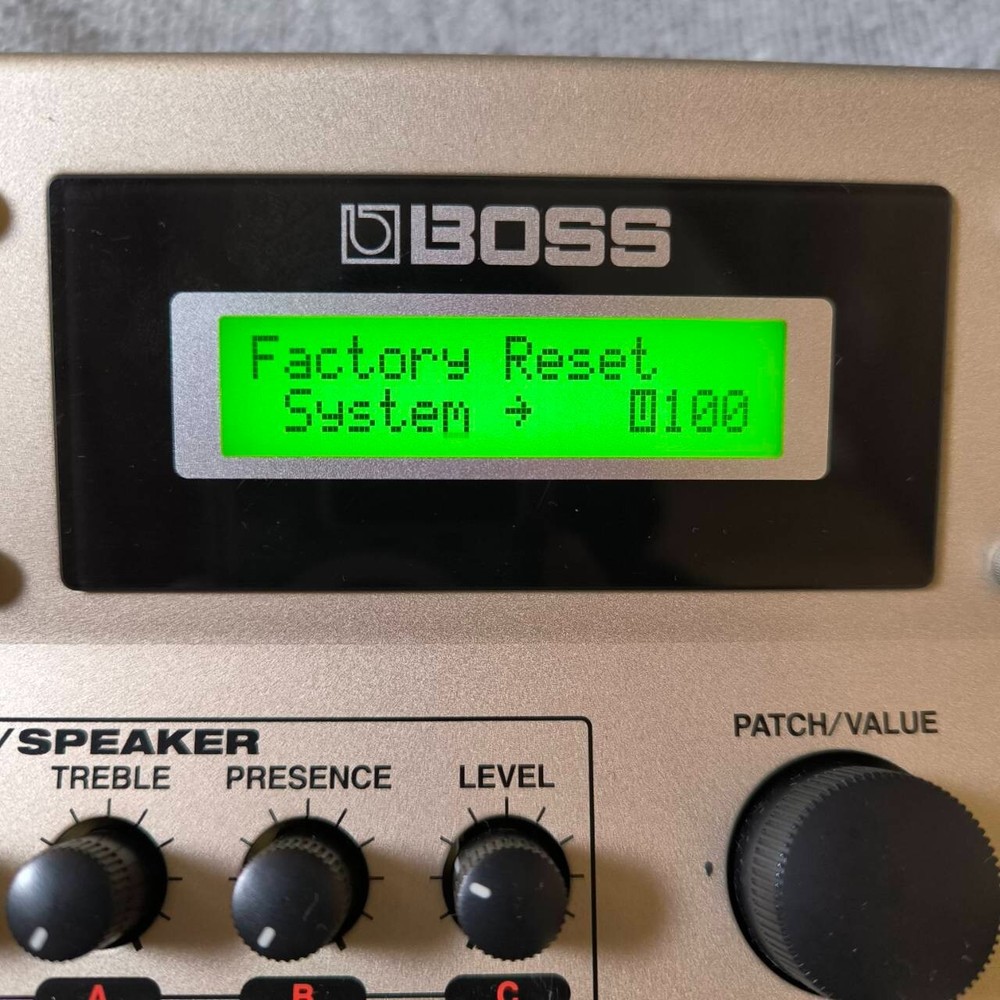 BOSS
Factory Reset
System → U100
/SPEAKER
TREBLE PRESENCE LEVEL
PATCH/VALUE
A B C